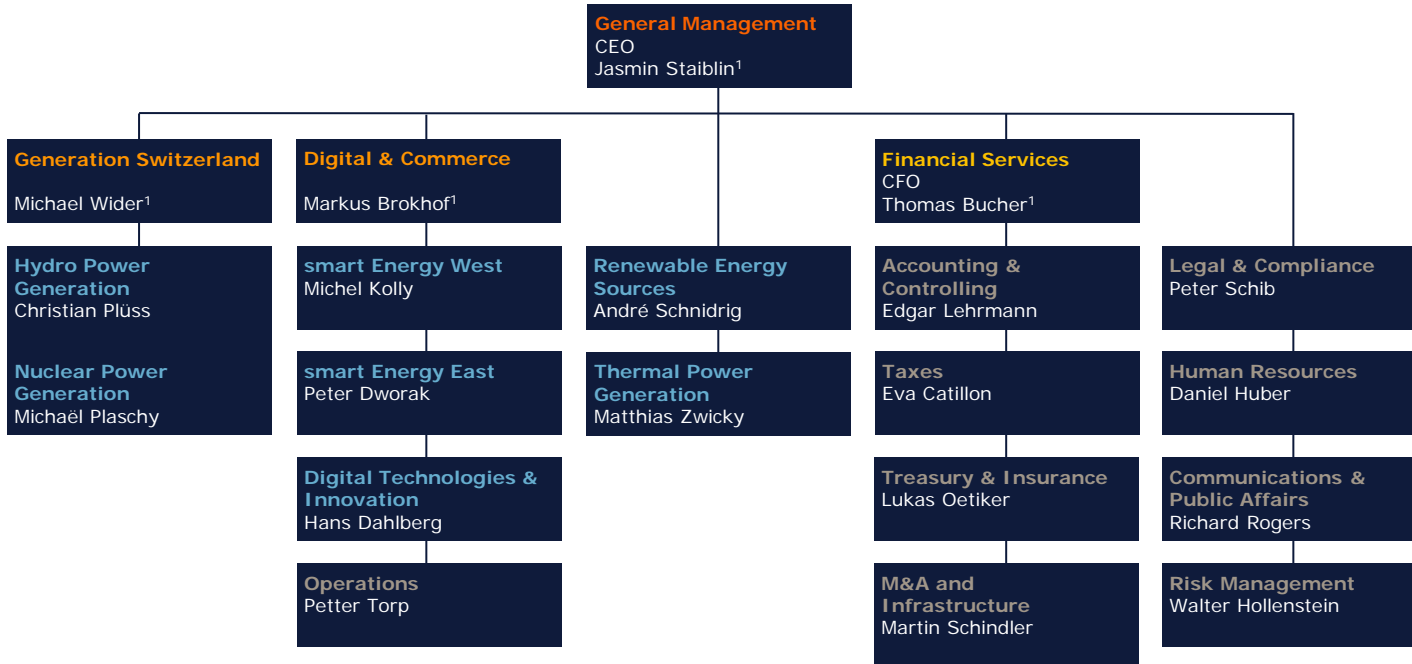 General Management
CEO
Jasmin Staiblin¹
Generation Switzerland
Michael Wider¹
Digital & Commerce
Markus Brokhof¹
Financial Services
CFO
Thomas Bucher¹
Hydro Power
Generation
Christian Plüss
Nuclear Power
Generation
Michaël Plaschy
smart Energy West
Michel Kolly
smart Energy East
Peter Dworak
Digital Technologies &
Innovation
Hans Dahlberg
Operations
Petter Torp
Renewable Energy
Sources
André Schnidrig
Thermal Power
Generation
Matthias Zwicky
Accounting &
Controlling
Edgar Lehrmann
Taxes
Eva Catillon
Treasury & Insurance
Lukas Oetiker
M&A and
Infrastructure
Martin Schindler
Legal & Compliance
Peter Schib
Human Resources
Daniel Huber
Communications &
Public Affairs
Richard Rogers
Risk Management
Walter Hollenstein